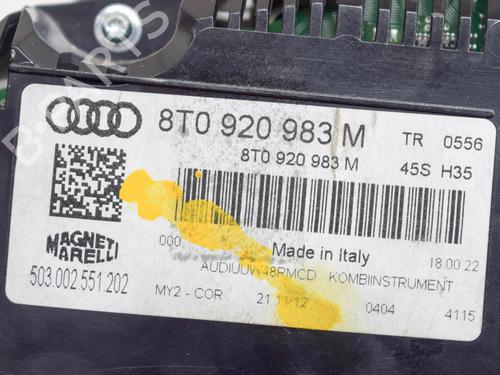 8T0 920 983 M TR 0556
8T0 920 983 M 45S H35
MAGNETI
MARELLI
503.002.551.202
000
Made in Italy 18:00:22
KOMBIINSTRUMENT
MY2 - COR 21.11.12 0404 4115